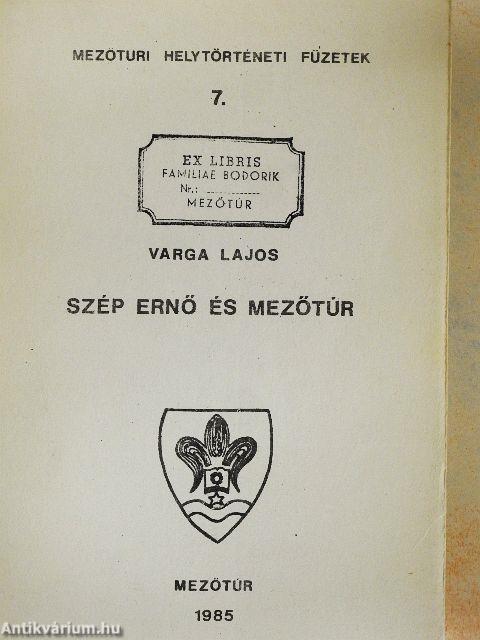 MEZŐTURI HELYTÖRTÉNETI FÜZETEK
7.
EX LIBRIS
FAMILIAE BODORIK
Nr.: ..............
MEZŐTÚR
VARGA LAJOS
SZÉP ERNŐ ÉS MEZŐTÚR
MEZŐTÚR
1985
Antikvárium.hu